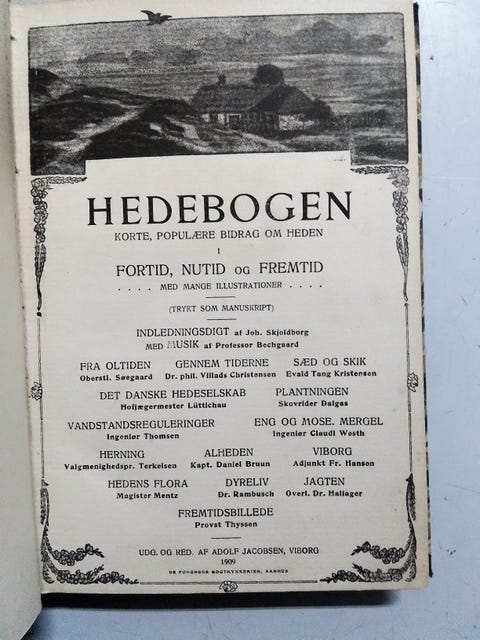 HEDEBOGEN
KORTE, POPULÆRE BIDRAG OM HEDEN
I
FORTID, NUTID OG FREMTID
. . . . MED MANGE ILLUSTRATIONER . . . .
(TRYKT SOM MANUSKRIPT)
INDLEDNINGSDIGT af Joh. Skjoldborg
MED MUSIK af Professor Bechgaard
FRA OLTIDEN GENNEM TIDERNE SÆD OG SKIK
Oberstl. Søegaard Dr. phil. Villads Christensen Evald Tang Kristensen
DET DANSKE HEDESELSKAB PLANTNINGEN
Hofjægermester Lüttichau Skovrider Dalgas
VANDSTANDSREGULERINGER ENG OG MOSE. MERGEL
Ingeniør Thomsen Ingeniør Claudi Westh
HERNING ALHEDEN VIBORG
Valgmenighedspr. Terkelsen Kapt. Daniel Bruun Adjunkt Fr. Hansen
HEDENS FLORA DYRELIV JAGTEN
Magister Mentz Dr. Rambusch Overl. Dr. Hallager
FREMTIDSBILLEDE
Provst Thyssen
UDG. OG RED. AF ADOLF JACOBSEN, VIBORG
1909
DE FORENEDE BOGTRYKKERIER, AARHUS